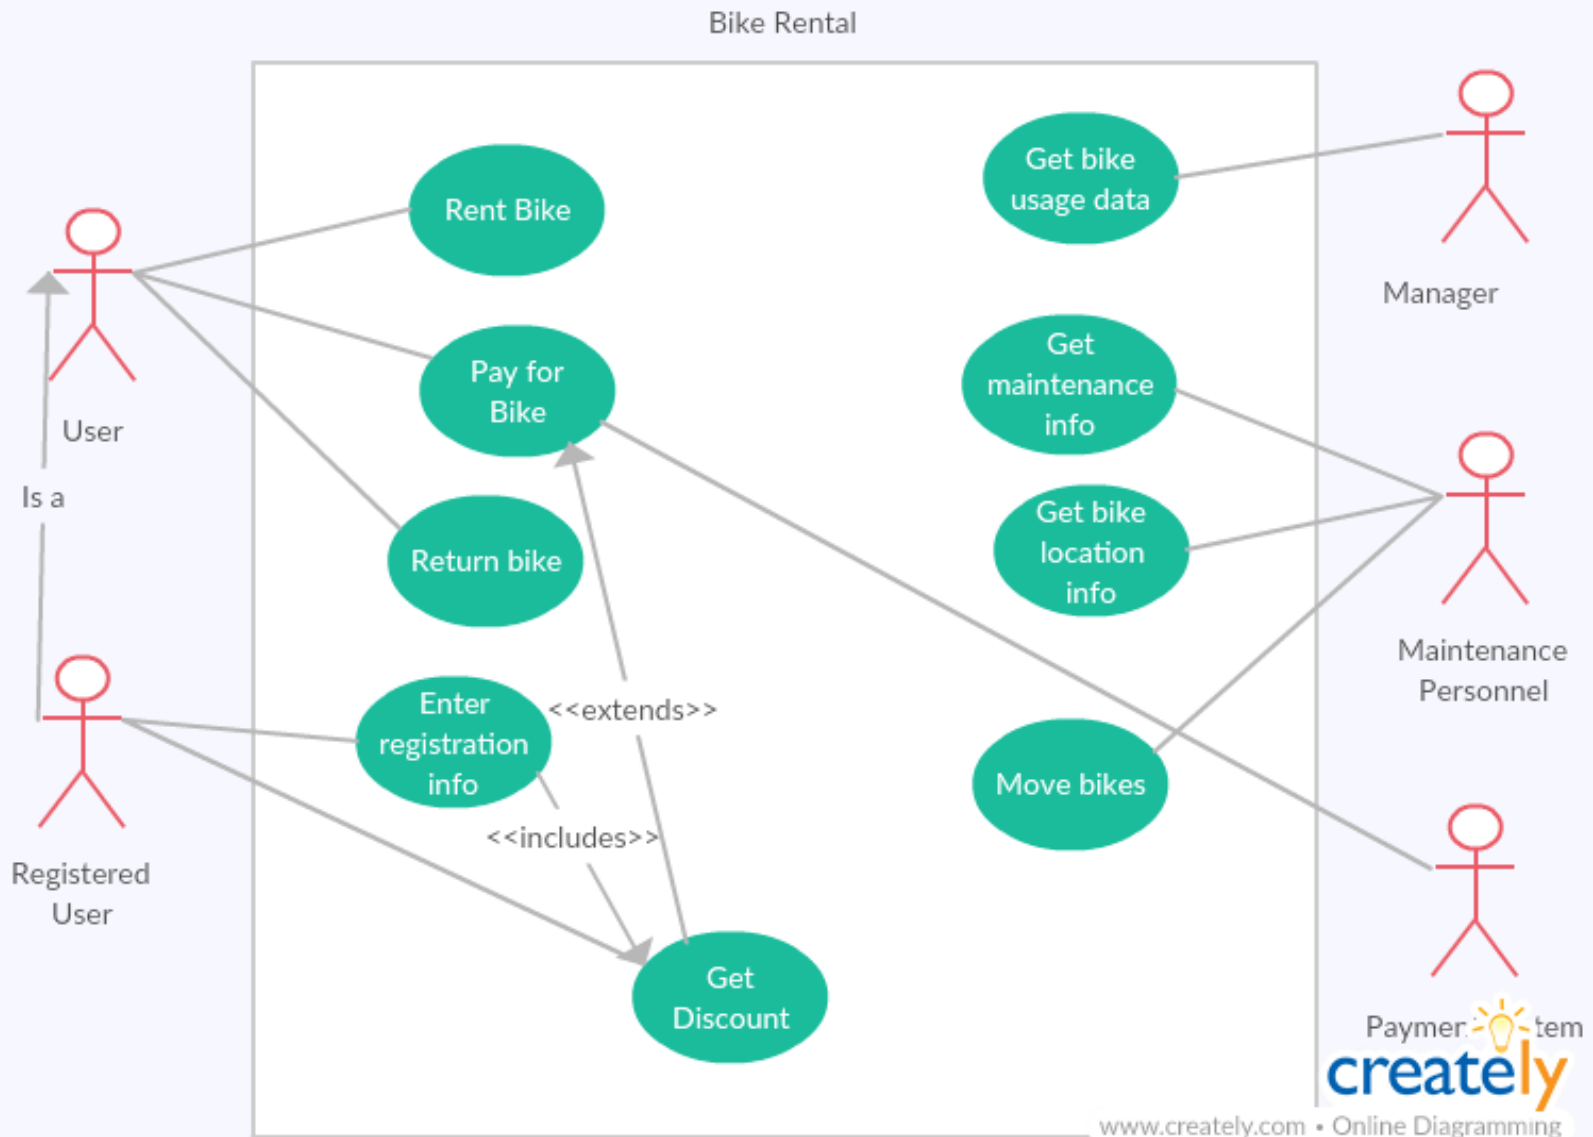 Bike Rental
Rent Bike
Get bike
usage data
Manager
Pay for
Bike
Get
maintenance
info
User
Is a
Return bike
Get bike
location
info
Maintenance
Personnel
Enter
registration
info
<<extends>>
<<includes>>
Move bikes
Registered
User
Get
Discount
creately
www.creately.com • Online Diagramming